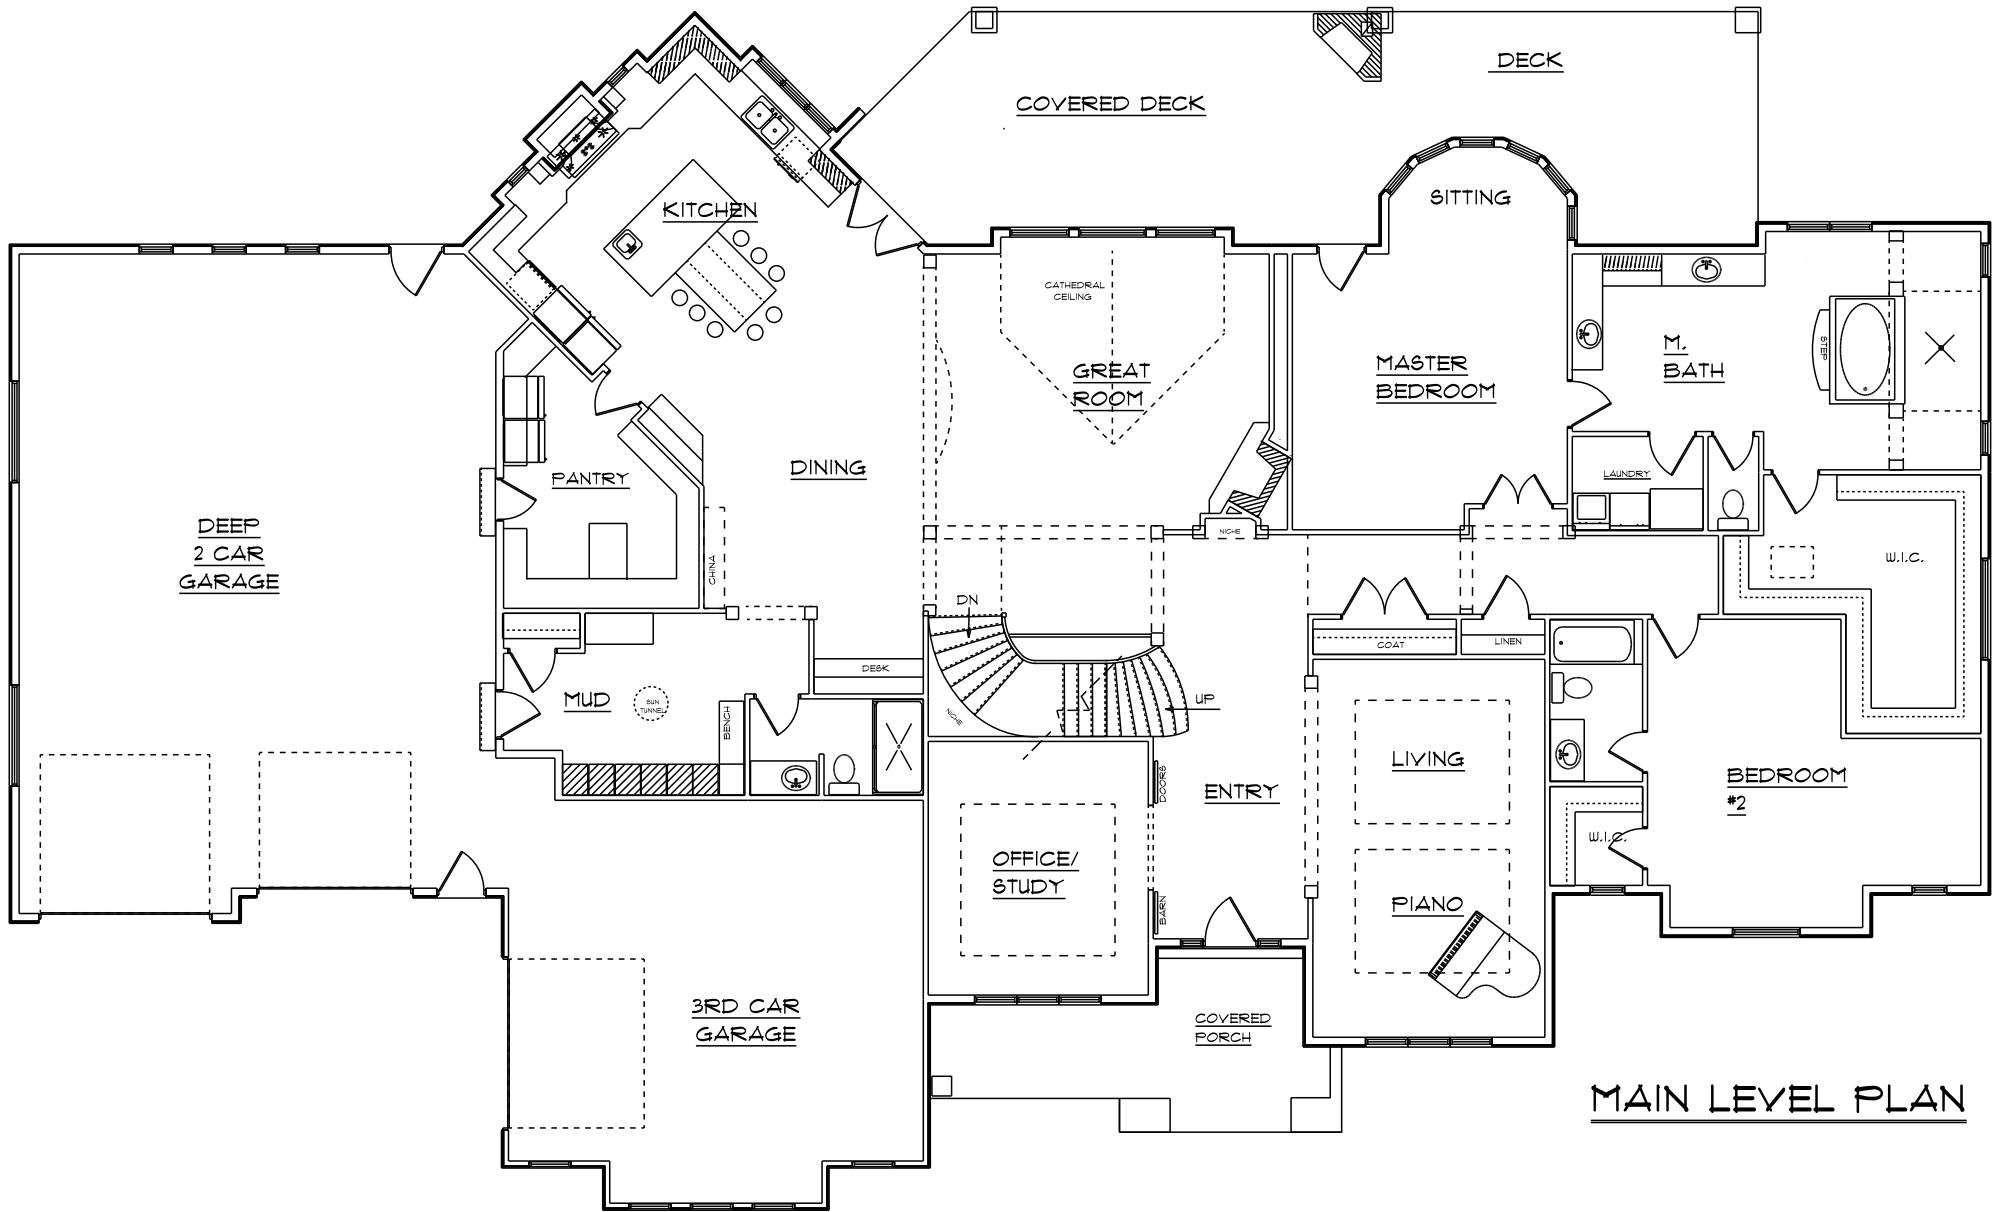 DECK
COVERED DECK
SITTING
KITCHEN
CATHEDRAL
CEILING
GREAT
ROOM
MASTER
BEDROOM
M.
BATH
STEP
DINING
PANTRY
LAUNDRY
DEEP
2 CAR
GARAGE
NICHE
W.I.C.
CHINA
DN
COAT
LINEN
DESK
MUD
SUN
TUNNEL
BENCH
NICHE
UP
LIVING
BEDROOM
#2
DOORS
ENTRY
W.I.C.
OFFICE/
STUDY
BARN
PIANO
3RD CAR
GARAGE
COVERED
PORCH
MAIN LEVEL PLAN